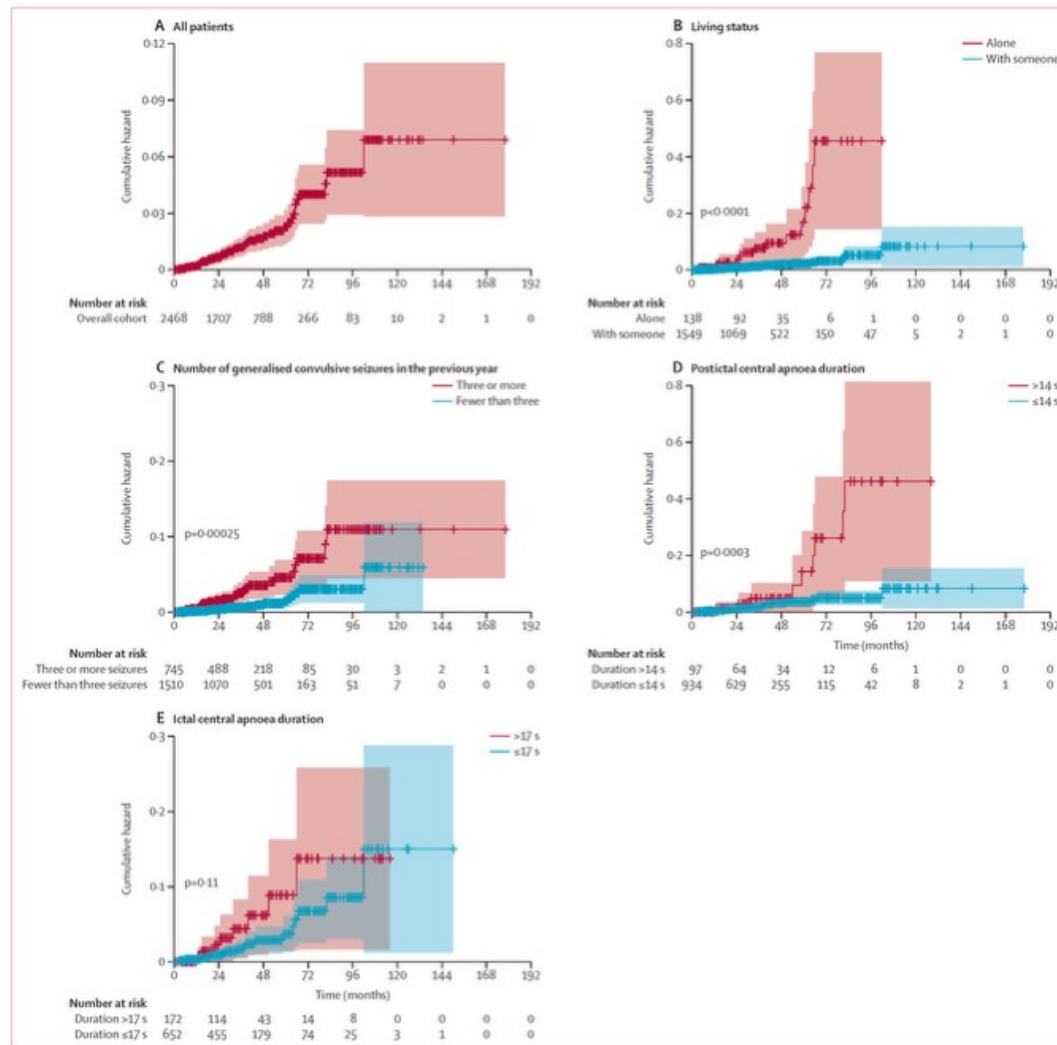 A All patients
0·12
0·09
0·06
0·03
0
Cumulative hazard
0 24 48 72 96 120 144 168 192
Number at risk
Overall cohort 2468 1707 788 266 83 10 2 1 0
B Living status
Alone
With someone
0·8
0·6
0·4
0·2
0
Cumulative hazard
p<0·0001
0 24 48 72 96 120 144 168 192
Number at risk
Alone 138 92 35 6 1 0 0 0 0
With someone 1549 1069 522 150 47 5 2 1 0
C Number of generalised convulsive seizures in the previous year
Three or more
Fewer than three
0·3
0·2
0·1
0
Cumulative hazard
p=0·00025
0 24 48 72 96 120 144 168 192
Number at risk
Three or more seizures 745 488 218 85 30 3 2 1 0
Fewer than three seizures 1510 1070 501 163 51 7 0 0 0
D Postictal central apnoea duration
>14 s
≤14 s
0·8
0·6
0·4
0·2
0
Cumulative hazard
p=0·0003
0 24 48 72 96 120 144 168 192
Time (months)
Number at risk
Duration >14 s 97 64 34 12 6 1 0 0 0
Duration ≤14 s 934 629 255 115 42 8 2 1 0
E Ictal central apnoea duration
>17 s
≤17 s
0·3
0·2
0·1
0
Cumulative hazard
p=0·11
0 24 48 72 96 120 144 168 192
Time (months)
Number at risk
Duration >17 s 172 114 43 14 8 0 0 0 0
Duration ≤17 s 652 455 179 74 25 3 1 0 0